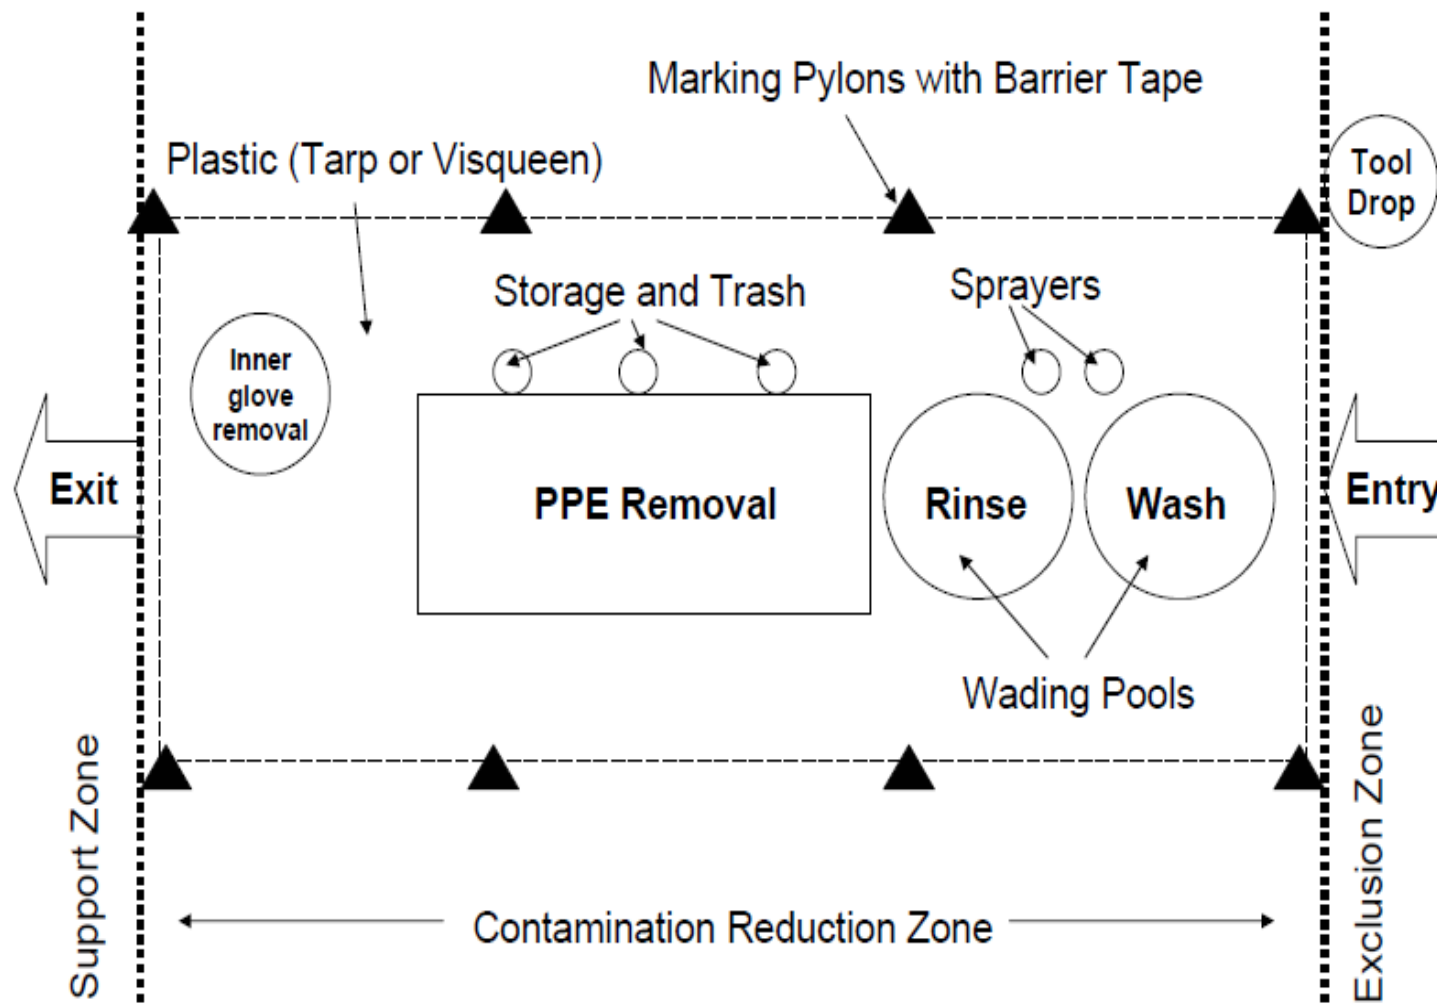 Marking Pylons with Barrier Tape
Plastic (Tarp or Visqueen)
Tool
Drop
Storage and Trash
Sprayers
Inner
glove
removal
Exit
PPE Removal
Rinse
Wash
Entry
Wading Pools
Support Zone
Contamination Reduction Zone
Exclusion Zone